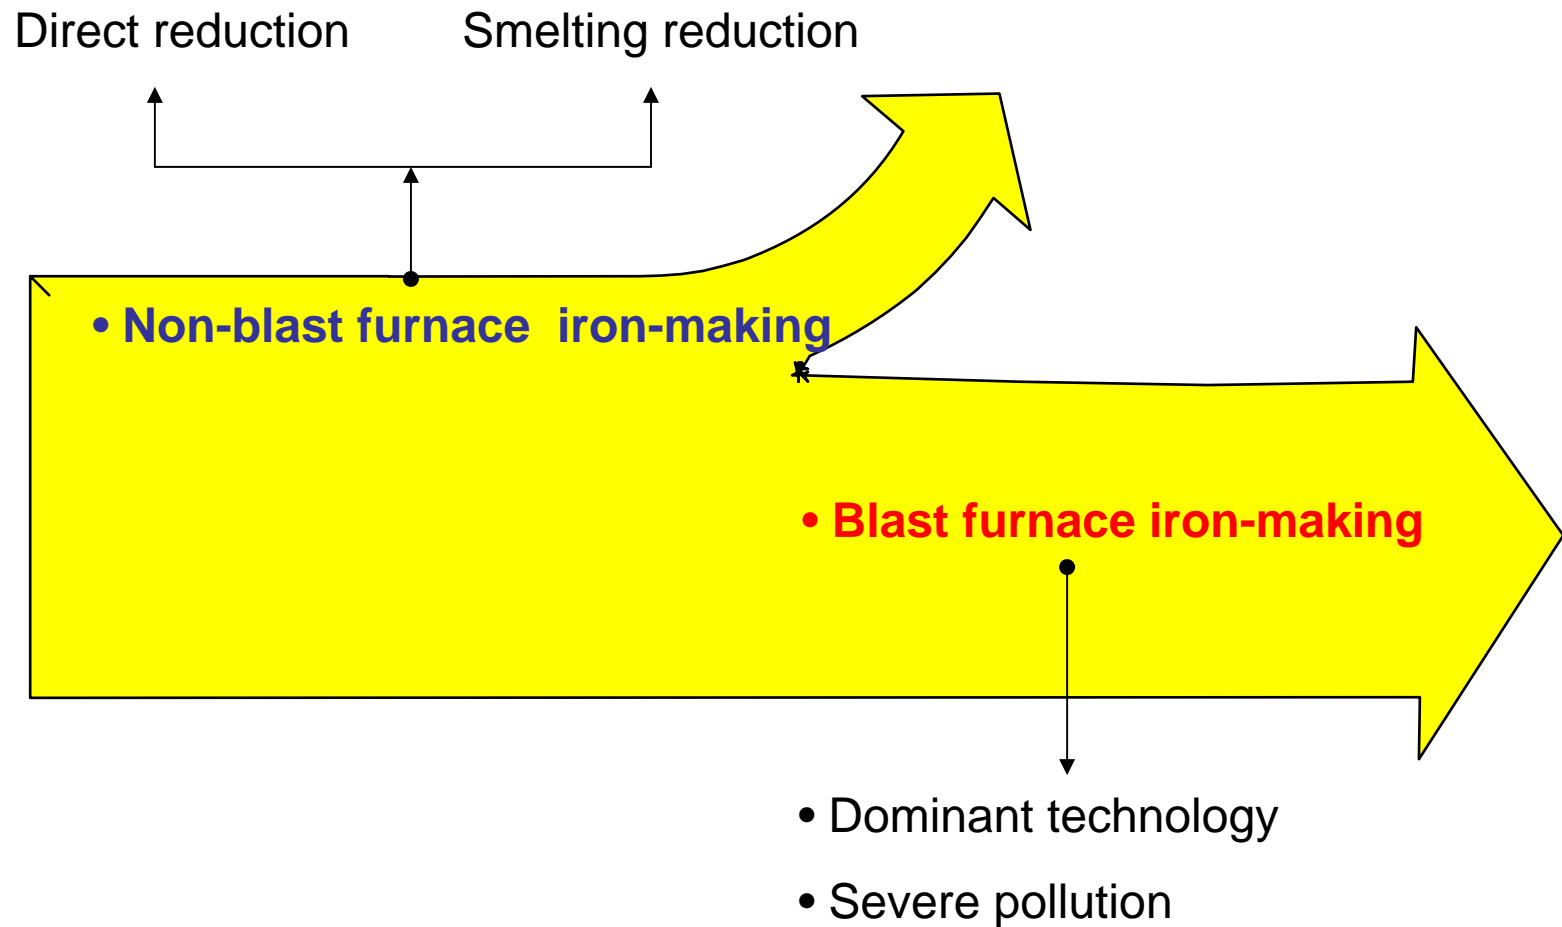 Direct reduction Smelting reduction
• Non-blast furnace iron-making
• Blast furnace iron-making
• Dominant technology
• Severe pollution